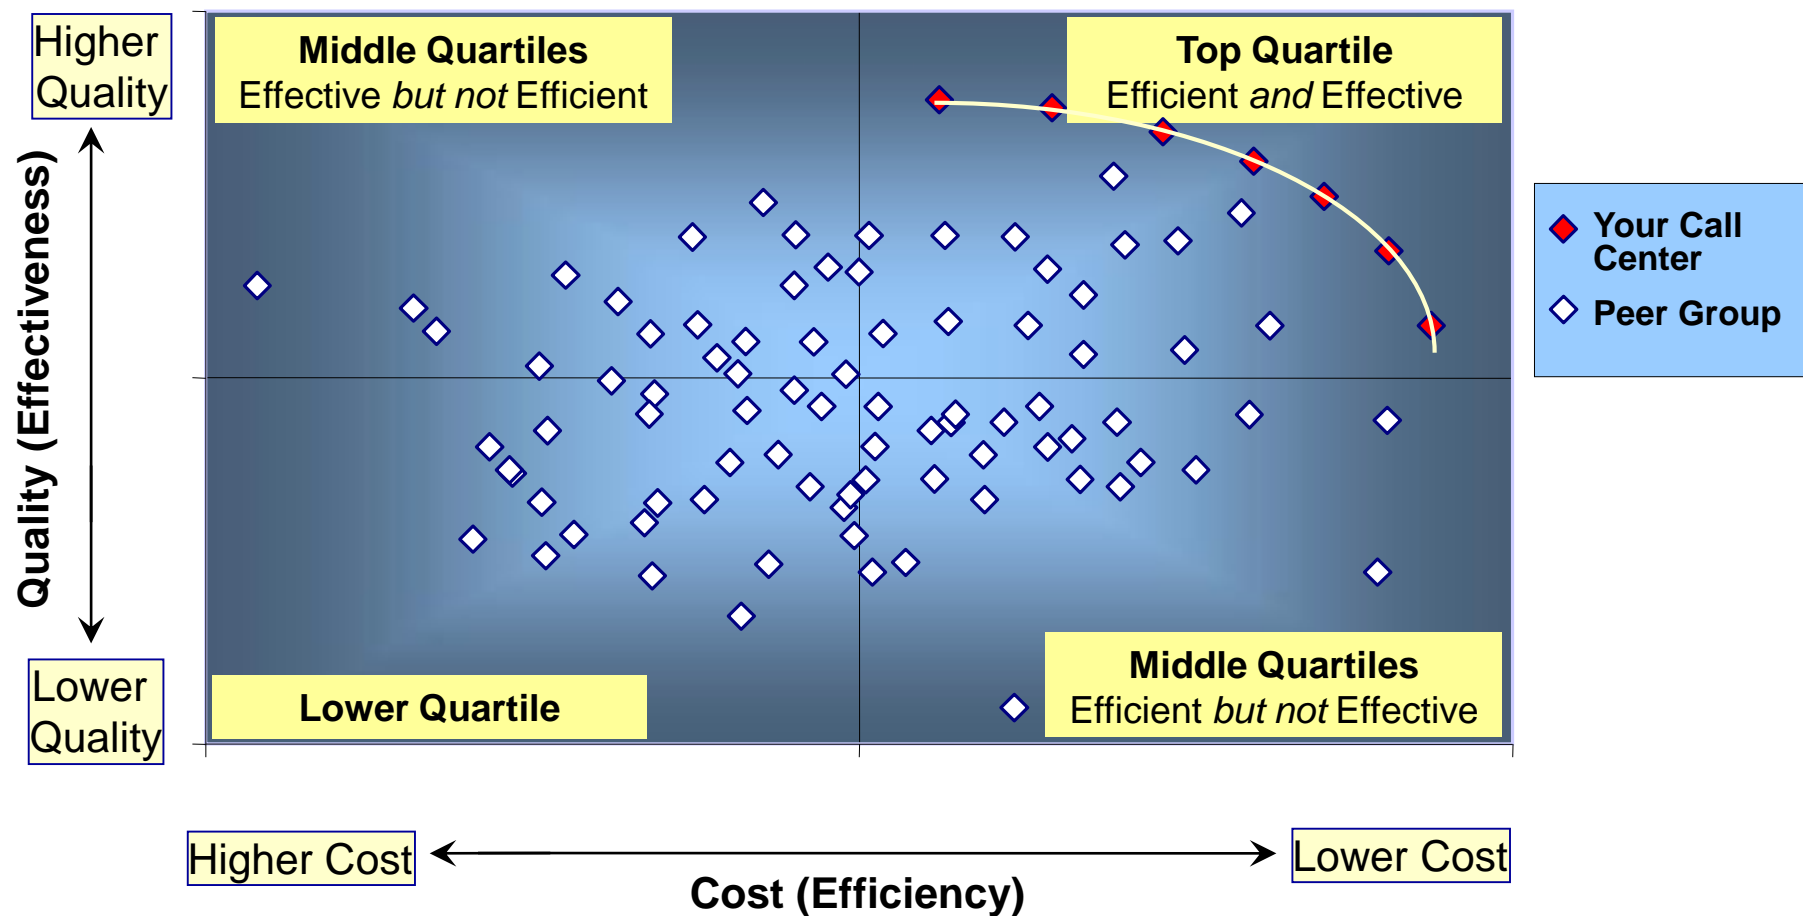 Higher
Quality
Middle Quartiles
Effective but not Efficient
Top Quartile
Efficient and Effective
Quality (Effectiveness)
Your Call
Center
Peer Group
Lower
Quality
Lower Quartile
Middle Quartiles
Efficient but not Effective
Higher Cost
Lower Cost
Cost (Efficiency)